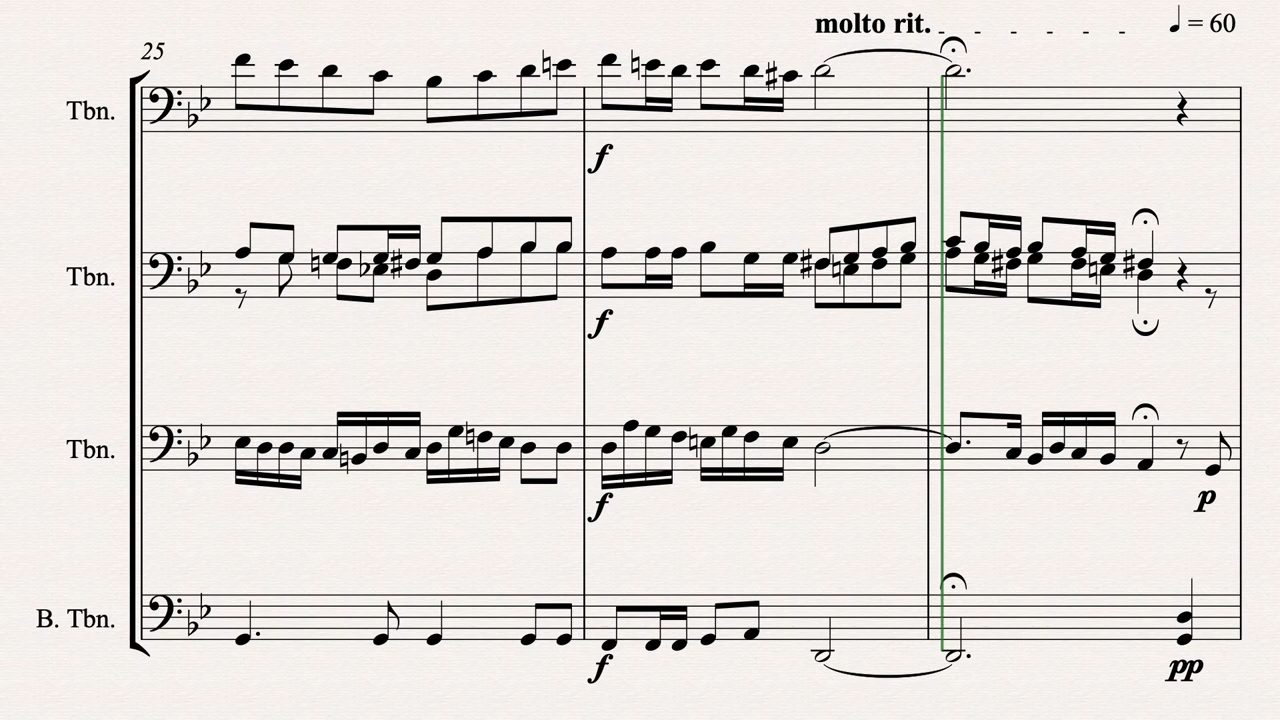 molto rit. ♩ = 60
25
Tbn.
f
Tbn.
f
Tbn.
f p
B. Tbn.
f pp